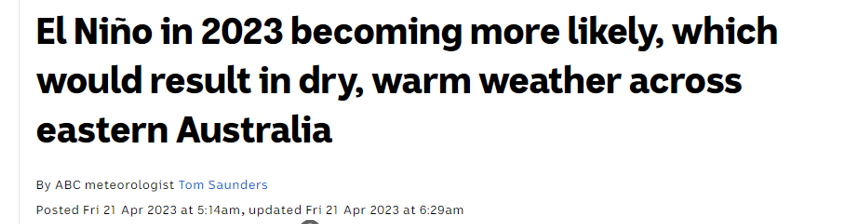 El Niño in 2023 becoming more likely, which
would result in dry, warm weather across
eastern Australia
By ABC meteorologist Tom Saunders
Posted Fri 21 Apr 2023 at 5:14am, updated Fri 21 Apr 2023 at 6:29am